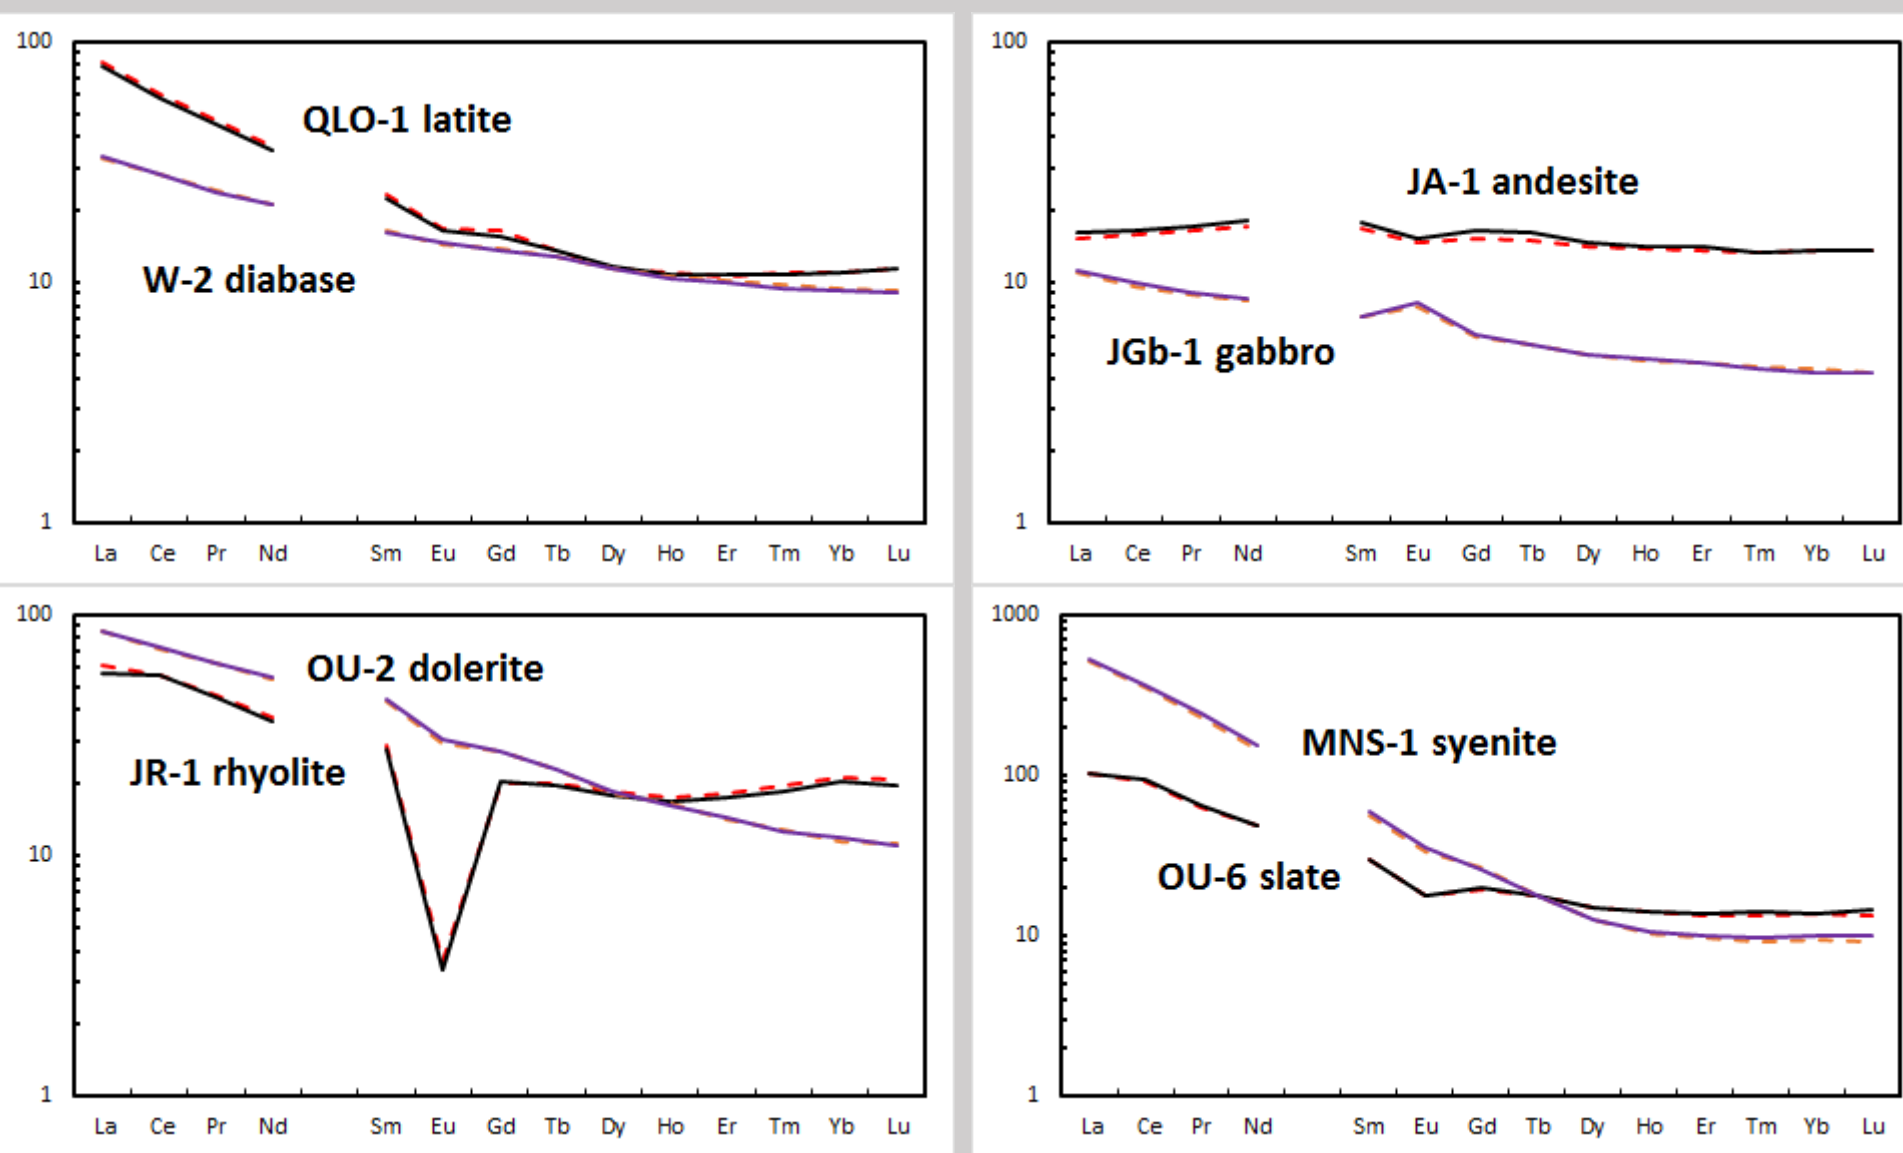 100
QLO-1 latite
W-2 diabase
10
1
La Ce Pr Nd Sm Eu Gd Tb Dy Ho Er Tm Yb Lu
100
JA-1 andesite
10
JGb-1 gabbro
1
La Ce Pr Nd Sm Eu Gd Tb Dy Ho Er Tm Yb Lu
100
OU-2 dolerite
JR-1 rhyolite
10
1
La Ce Pr Nd Sm Eu Gd Tb Dy Ho Er Tm Yb Lu
1000
MNS-1 syenite
100
OU-6 slate
10
1
La Ce Pr Nd Sm Eu Gd Tb Dy Ho Er Tm Yb Lu